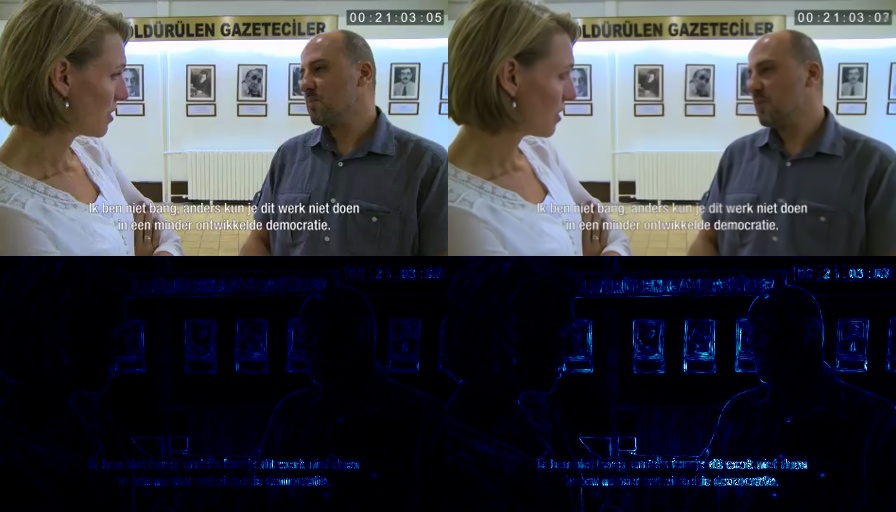 00:21:03:05
ÖLDÜRÜLEN GAZETECİLER
Ik ben niet bang, anders kun je dit werk niet doen
in een minder ontwikkelde democratie.
00:21:03:07
ÖLDÜRÜLEN GAZETECİLER
Ik ben niet bang, anders kun je dit werk niet doen
in een minder ontwikkelde democratie.